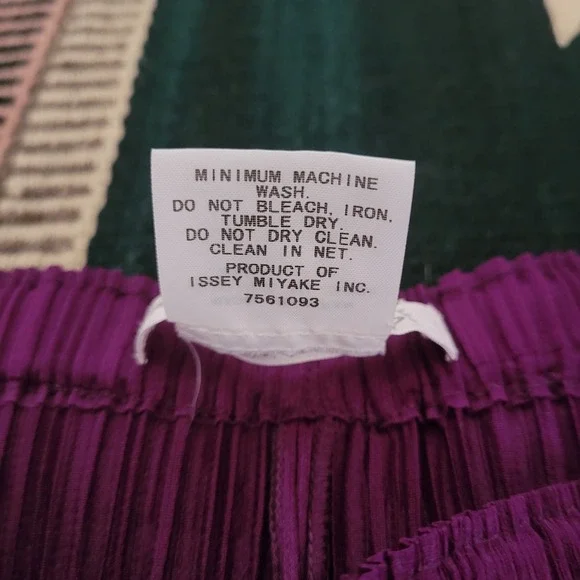 MINIMUM MACHINE
WASH.
DO NOT BLEACH, IRON.
TUMBLE DRY.
DO NOT DRY CLEAN.
CLEAN IN NET.
PRODUCT OF
ISSEY MIYAKE INC.
7561093